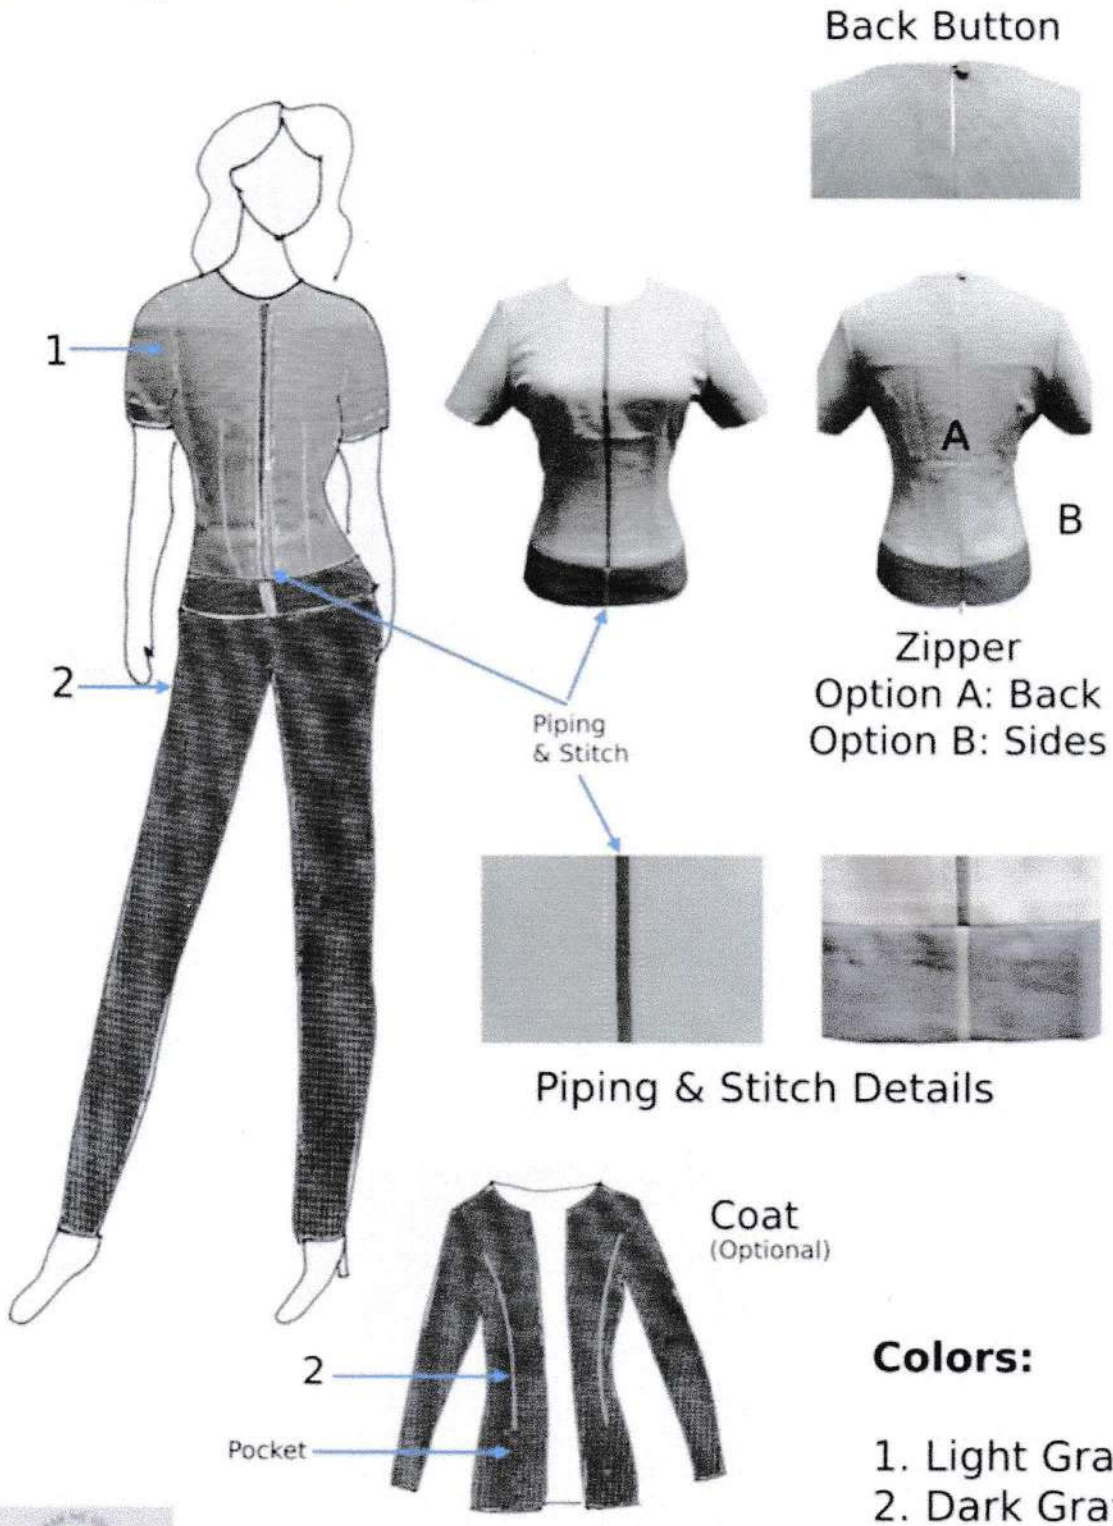 Back Button
1
A
B
2
Zipper
Option A: Back
Option B: Sides
Piping
& Stitch
Piping & Stitch Details
Coat
(Optional)
2
Pocket
Colors:
1. Light Gra
2. Dark Gra